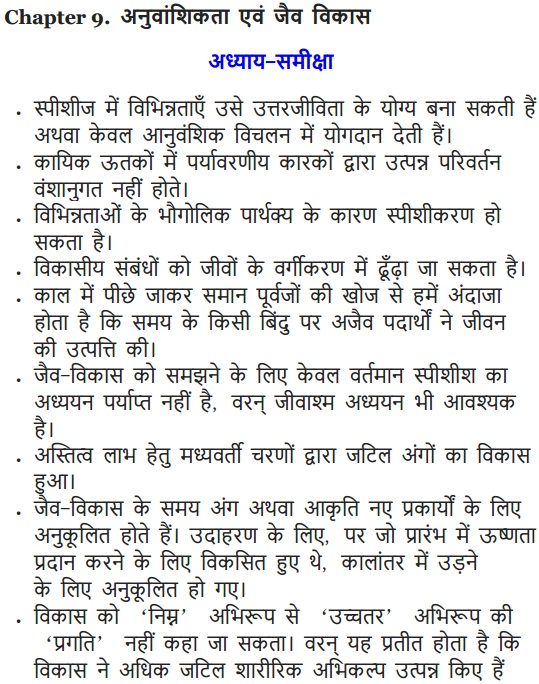 Chapter 9. अनुवांशिकता एवं जैव विकास
अध्याय-समीक्षा
• स्पीशीज में विभिन्नताएँ उसे उत्तरजीविता के योग्य बना सकती हैं
अथवा केवल आनुवंशिक विचलन में योगदान देती हैं।
• कायिक ऊतकों में पर्यावरणीय कारकों द्वारा उत्पन्न परिवर्तन
वंशानुगत नहीं होते।
• विभिन्नताओं के भौगोलिक पार्थक्य के कारण स्पीशीकरण हो
सकता है।
• विकासीय संबंधों को जीवों के वर्गीकरण में ढूँढ़ा जा सकता है।
• काल में पीछे जाकर समान पूर्वजों की खोज से हमें अंदाजा
होता है कि समय के किसी बिंदु पर अजैव पदार्थों ने जीवन
की उत्पत्ति की।
• जैव-विकास को समझने के लिए केवल वर्तमान स्पीशीश का
अध्ययन पर्याप्त नहीं है, वरन् जीवाश्म अध्ययन भी आवश्यक
है।
• अस्तित्व लाभ हेतु मध्यवर्ती चरणों द्वारा जटिल अंगों का विकास
हुआ।
• जैव-विकास के समय अंग अथवा आकृति नए प्रकार्यों के लिए
अनुकूलित होते हैं। उदाहरण के लिए, पर जो प्रारंभ में ऊष्णता
प्रदान करने के लिए विकसित हुए थे, कालांतर में उड़ने
के लिए अनुकूलित हो गए।
• विकास को ‘निम्न’ अभिरूप से ‘उच्चतर’ अभिरूप की
‘प्रगति’ नहीं कहा जा सकता। वरन् यह प्रतीत होता है कि
विकास ने अधिक जटिल शारीरिक अभिकल्प उत्पन्न किए हैं